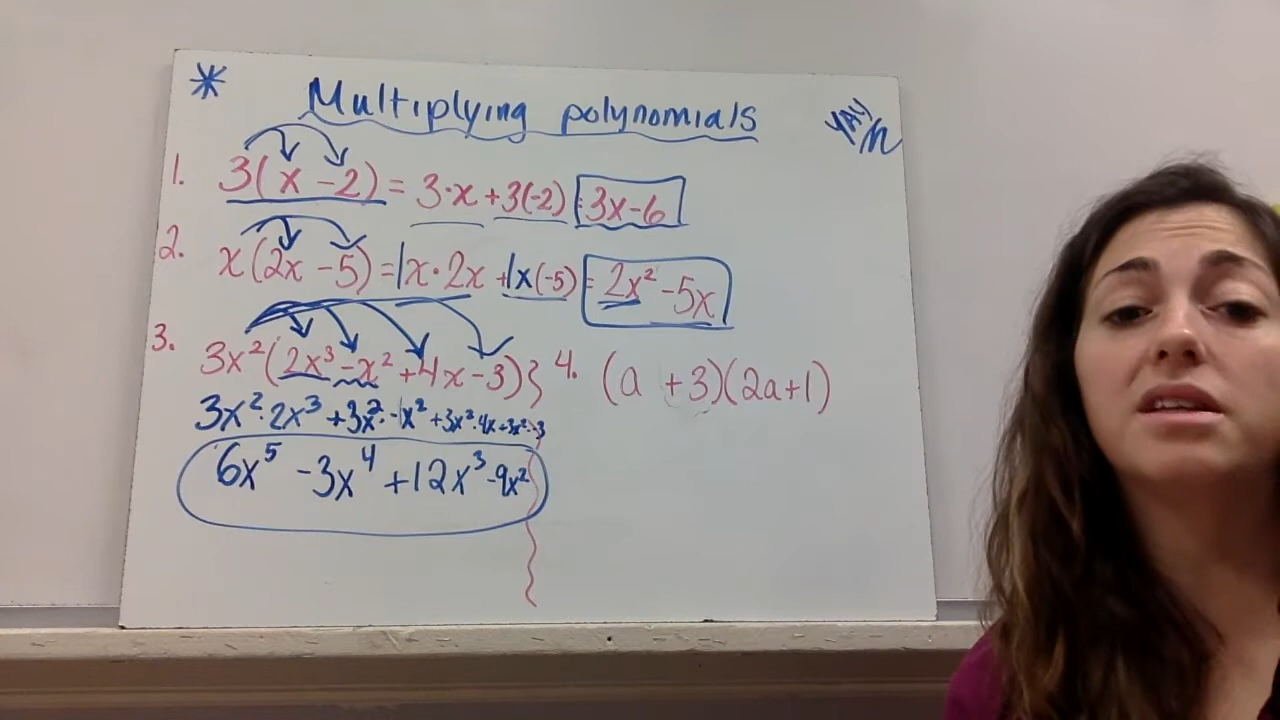 * Multiplying polynomials YAY
1. 3(x - 2) = 3·x + 3(-2) = 3x - 6
2. x(2x - 5) = 1x·2x + 1x(-5) = 2x² - 5x
3. 3x²(2x³ - x² + 4x - 3)
4. (a + 3)(2a + 1)
3x²·2x³ + 3x²·-1x² + 3x²·4x + 3x²·-3
6x⁵ - 3x⁴ + 12x³ - 9x²